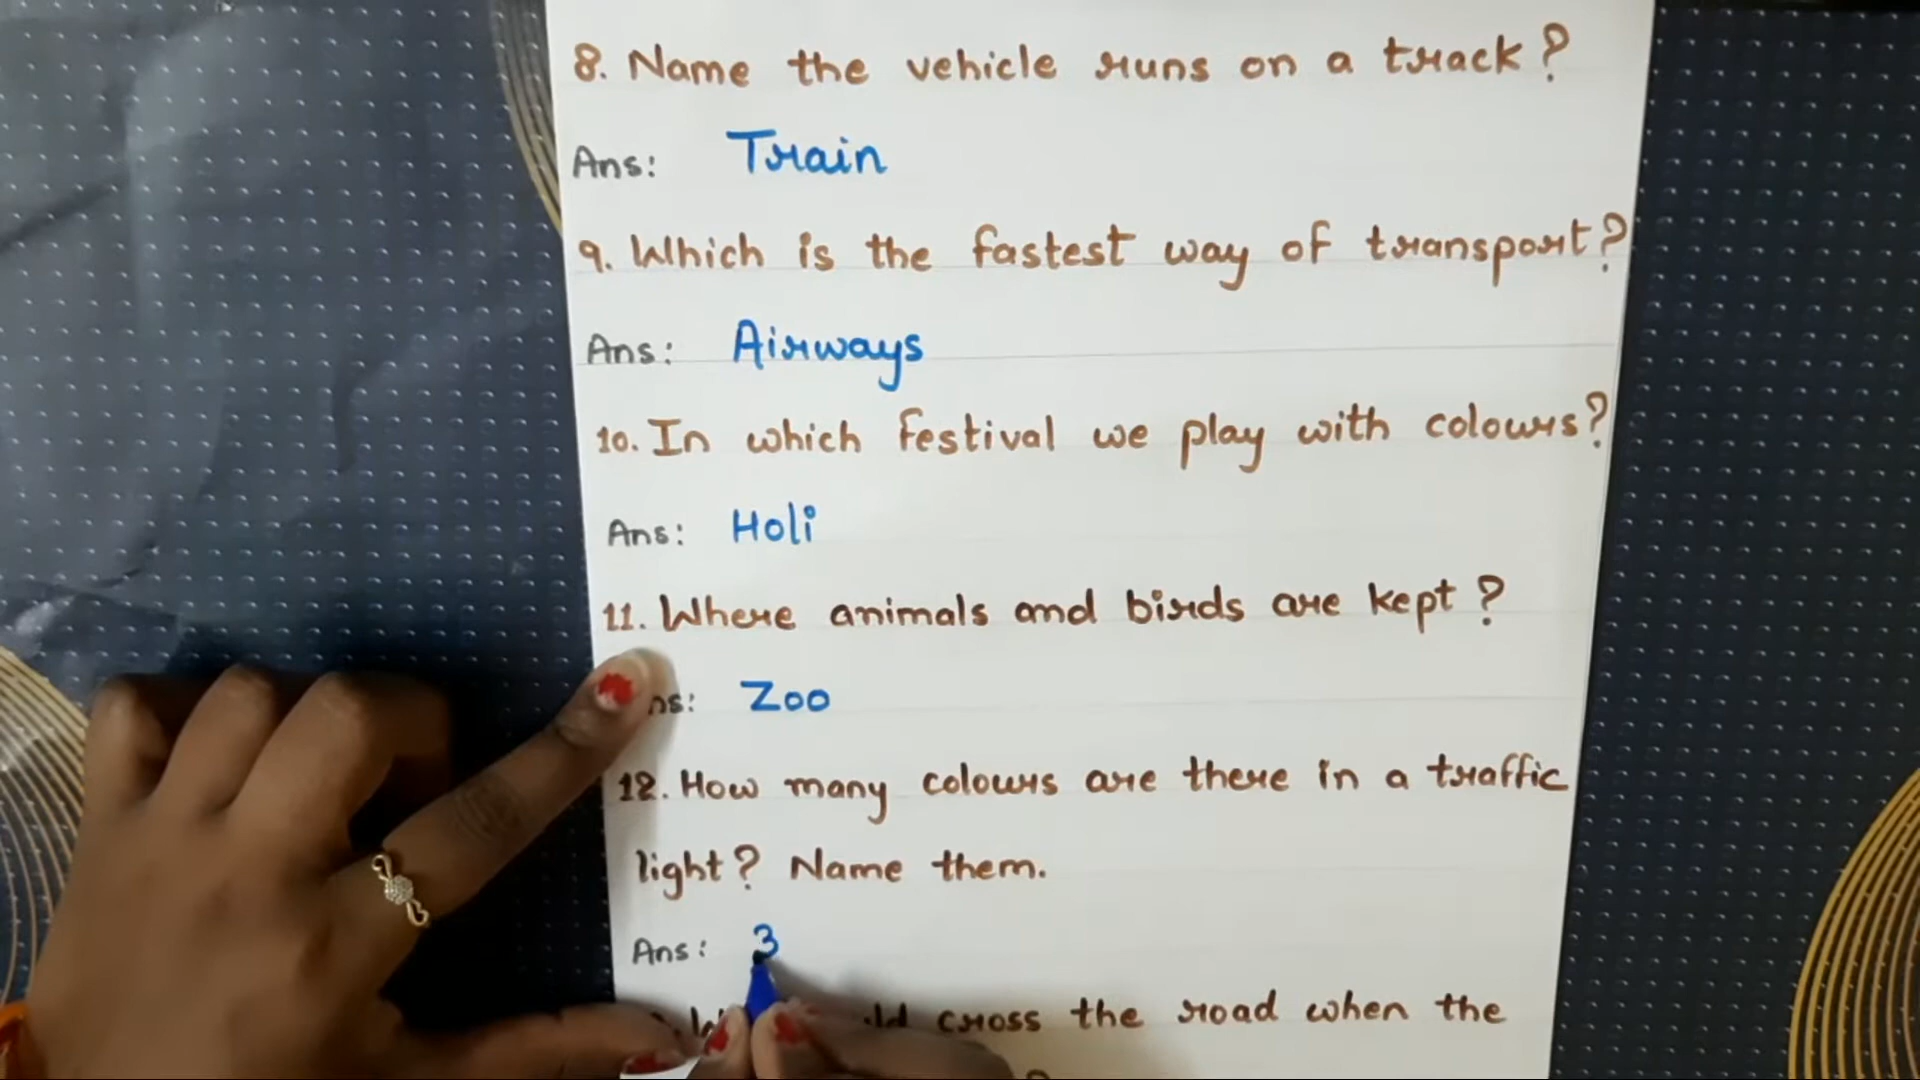 8. Name the vehicle runs on a track?
Ans: Train
9. Which is the fastest way of transport?
Ans: Airways
10. In which festival we play with colours?
Ans: Holi
11. Where animals and birds are kept?
Zoo
12. How many colours are there in a traffic
light? Name them.
Ans: 3
cross the road when the